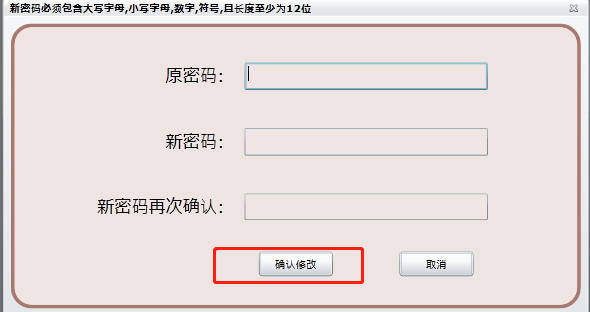 新密码必须包含大写字母,小写字母,数字,符号,且长度至少为12位
原密码：
新密码：
新密码再次确认：
确认修改 取消